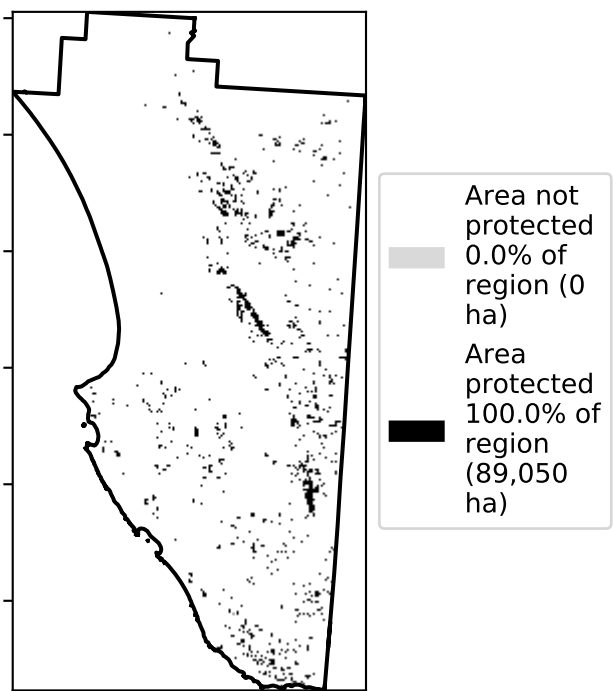 Area not
protected
0.0% of
region (0
ha)
Area
protected
100.0% of
region
(89,050
ha)